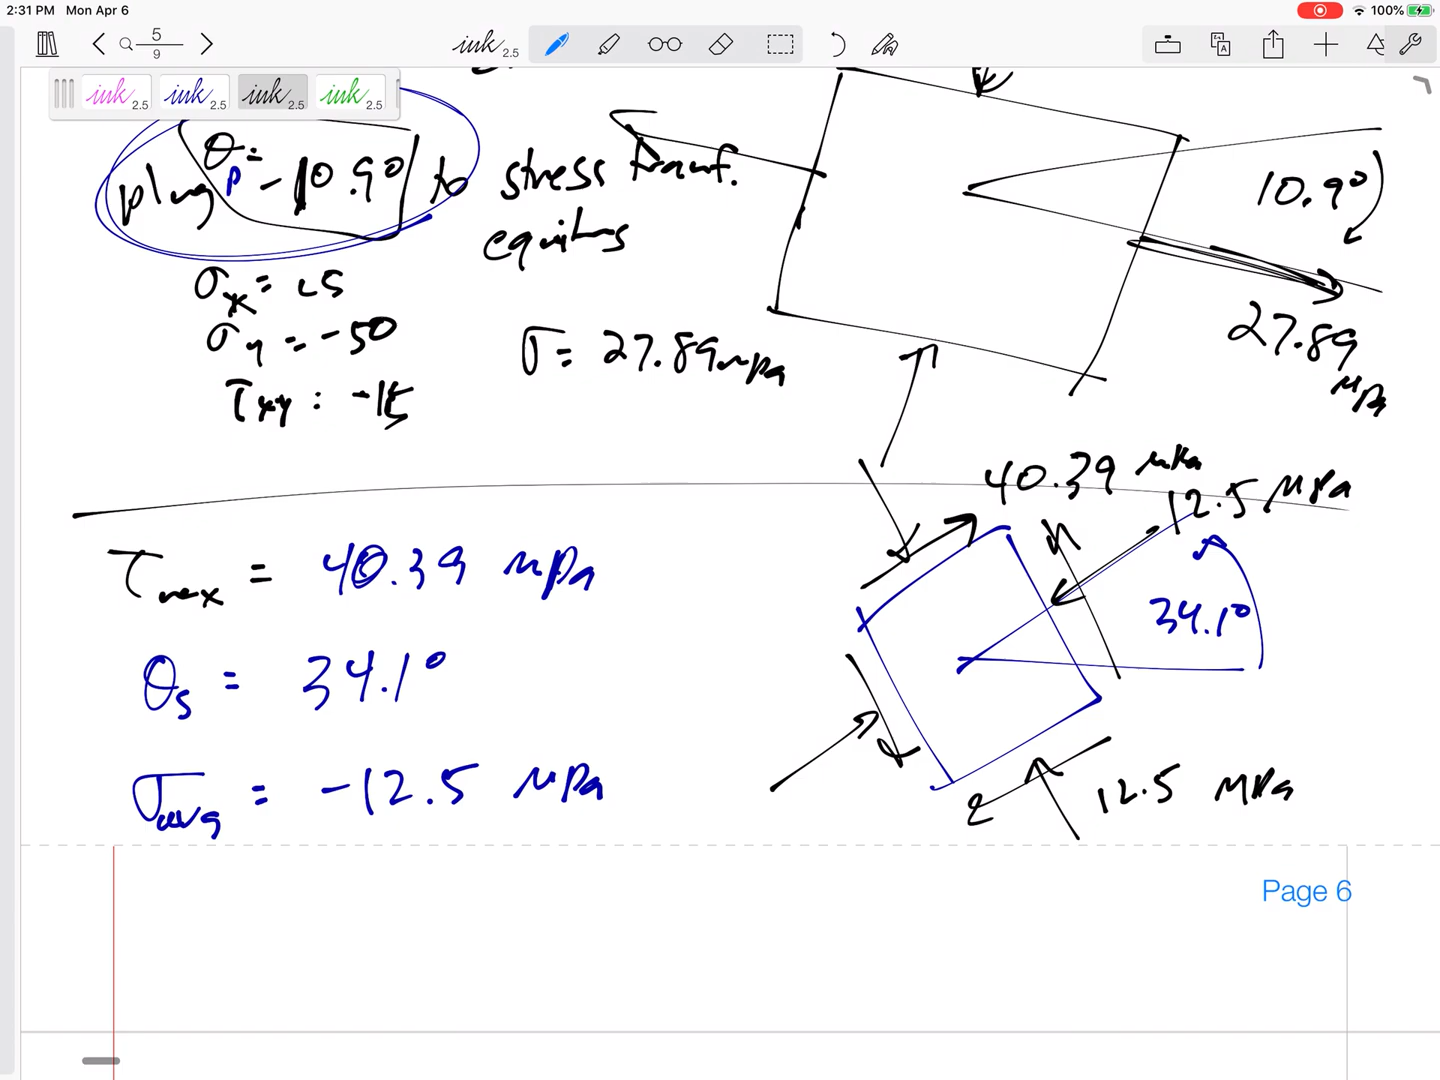 2:31 PM Mon Apr 6
100%
5
9
ink 2.5
ink 2.5 ink 2.5 ink 2.5 ink 2.5
plug θp = -10.9° to stress transf. equations
σx = 25
σy = -50
τxy : -15
σ = 27.89 MPa
10.9°
27.89 MPa
τmax = 40.39 MPa
θs = 34.1°
σavg = -12.5 MPa
40.39 MPa
12.5 MPa
34.1°
12.5 MPa
Page 6